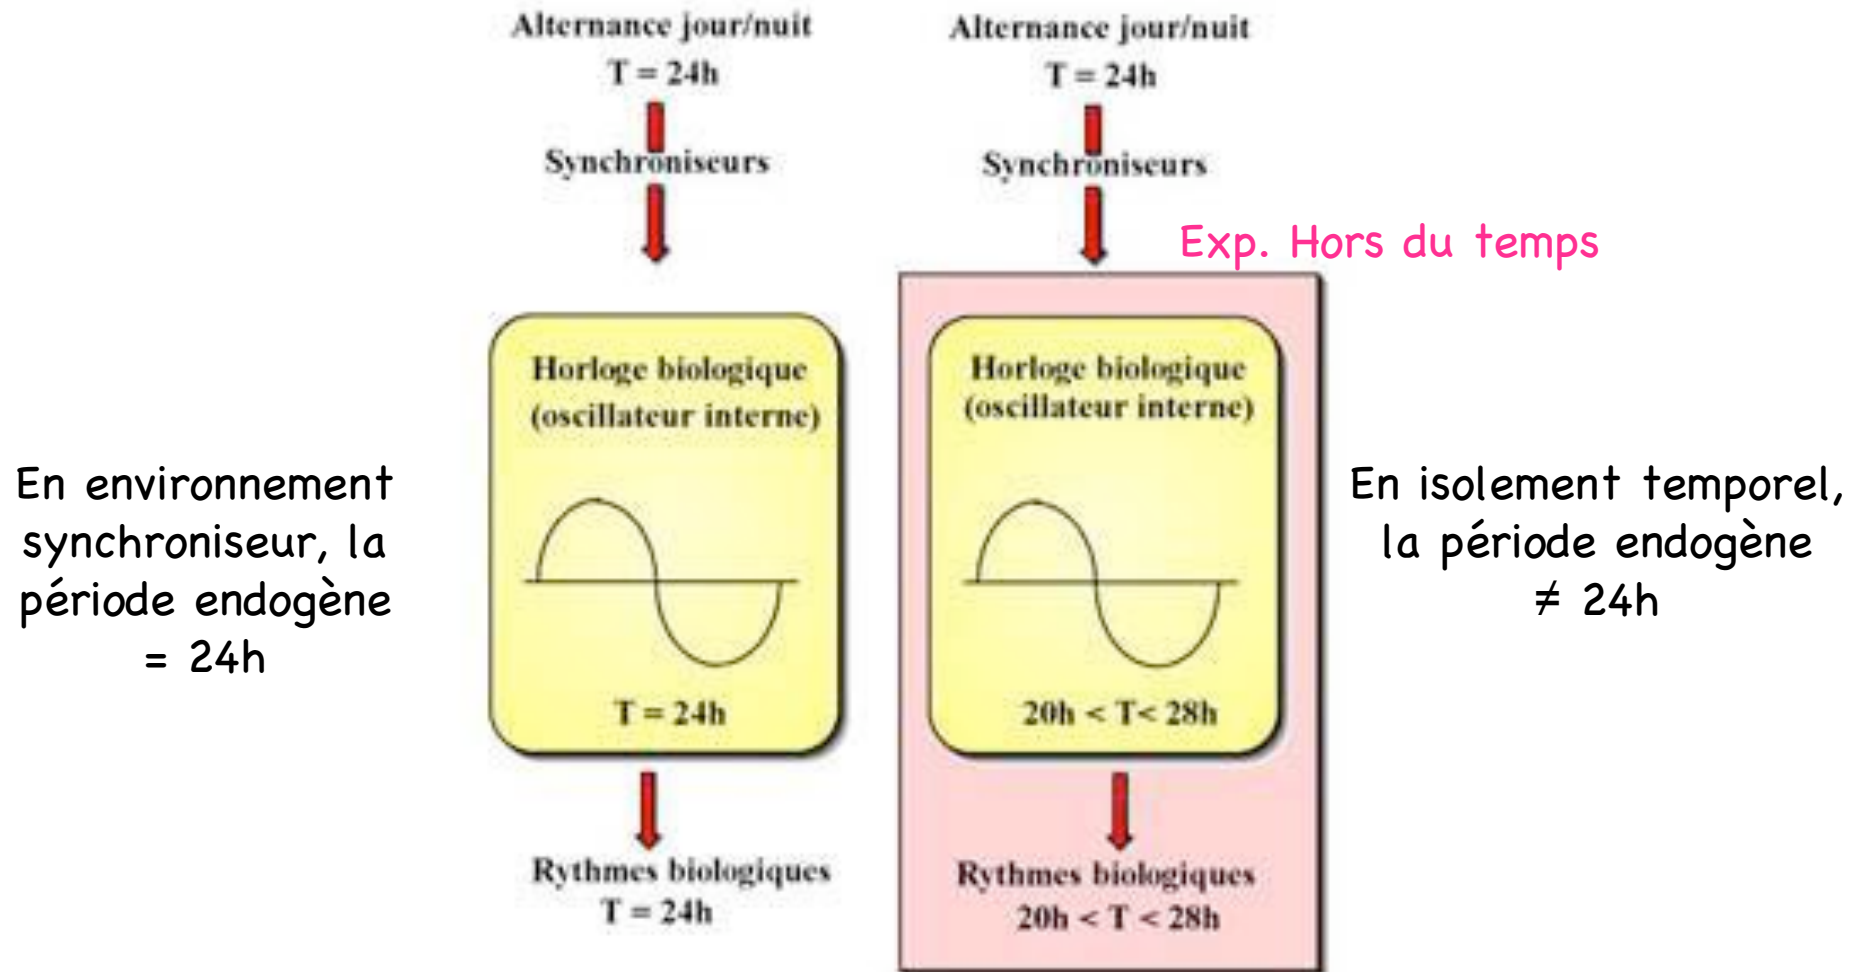 Alternance jour/nuit
T = 24h
Synchroniseurs
Horloge biologique
(oscillateur interne)
T = 24h
Rythmes biologiques
T = 24h
En environnement
synchroniseur, la
période endogène
= 24h
Alternance jour/nuit
T = 24h
Synchroniseurs
Exp. Hors du temps
Horloge biologique
(oscillateur interne)
20h < T< 28h
Rythmes biologiques
20h < T < 28h
En isolement temporel,
la période endogène
≠ 24h